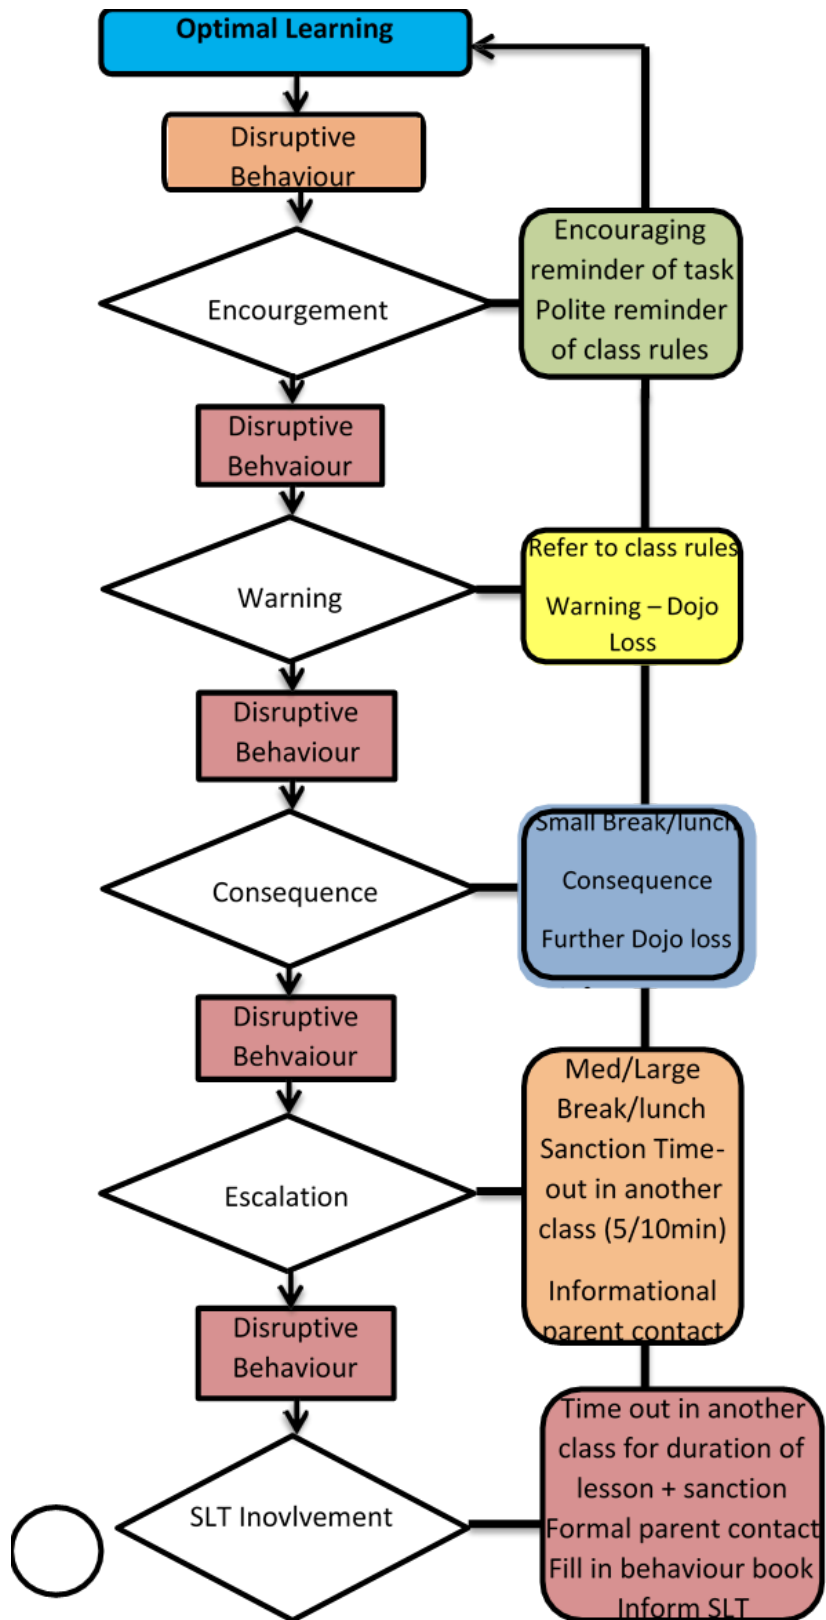 Optimal Learning
Disruptive
Behaviour
Encouraging
reminder of task
Polite reminder
of class rules
Encourgement
Disruptive
Behvaiour
Refer to class rules
Warning – Dojo
Loss
Warning
Disruptive
Behaviour
Small Break/lunch
Consequence
Further Dojo loss
Consequence
Disruptive
Behvaiour
Med/Large
Break/lunch
Sanction Time-
out in another
class (5/10min)
Informational
parent contact
Escalation
Disruptive
Behaviour
Time out in another
class for duration of
lesson + sanction
Formal parent contact
Fill in behaviour book
Inform SLT
SLT Inovlvement